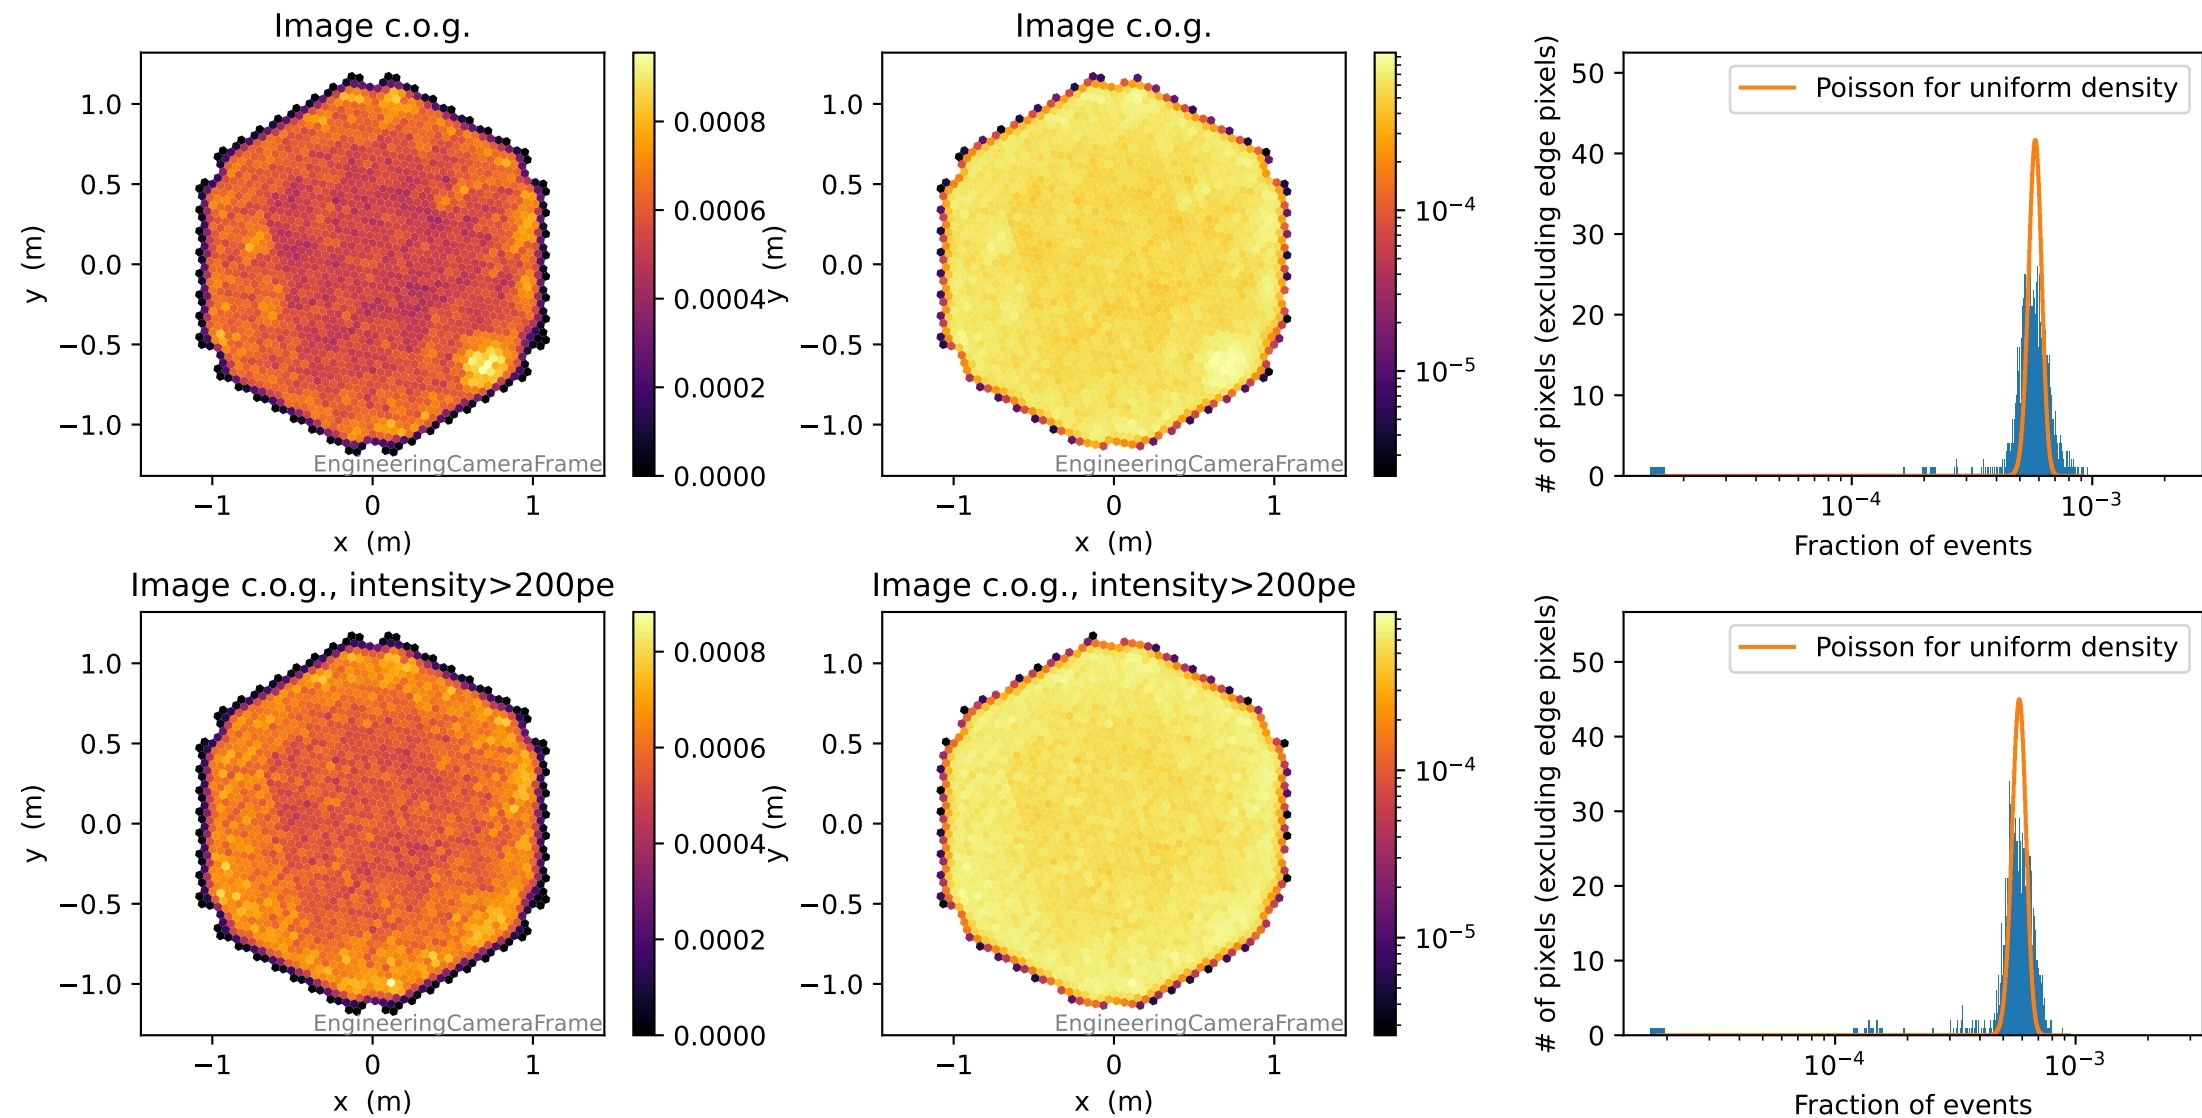 Image c.o.g.
1.0
0.5
0.0
−0.5
−1.0
y (m)
−1
0
1
x (m)
EngineeringCameraFrame
0.0008
0.0006
0.0004
0.0002
0.0000
Image c.o.g.
1.0
0.5
0.0
−0.5
−1.0
y (m)
−1
0
1
x (m)
EngineeringCameraFrame
10−4
10−5
# of pixels (excluding edge pixels)
50
40
30
20
10
0
Poisson for uniform density
10−4
10−3
Fraction of events
Image c.o.g., intensity>200pe
1.0
0.5
0.0
−0.5
−1.0
y (m)
−1
0
1
x (m)
EngineeringCameraFrame
0.0008
0.0006
0.0004
0.0002
0.0000
Image c.o.g., intensity>200pe
1.0
0.5
0.0
−0.5
−1.0
y (m)
−1
0
1
x (m)
EngineeringCameraFrame
10−4
10−5
# of pixels (excluding edge pixels)
50
40
30
20
10
0
Poisson for uniform density
10−4
10−3
Fraction of events